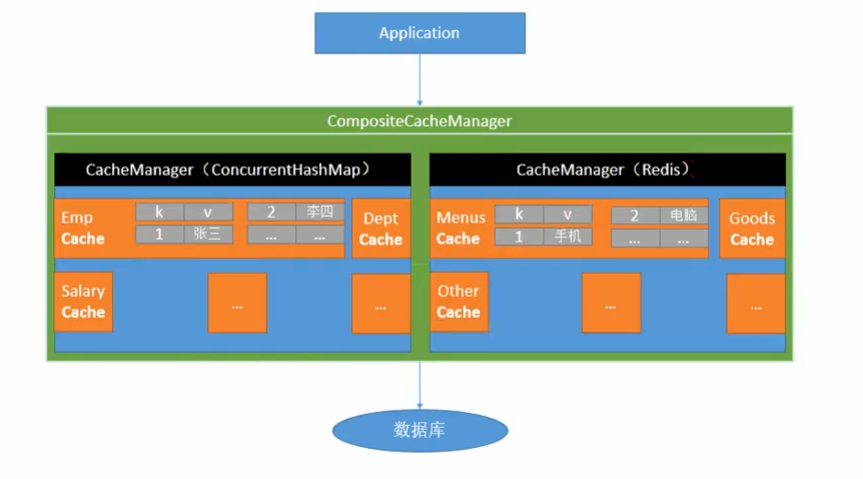 Application
CompositeCacheManager
CacheManager（ConcurrentHashMap）
Emp
Cache
k v
1 张三
2 李四
... ...
Dept
Cache
Salary
Cache
...
...
CacheManager（Redis）
Menus
Cache
k v
1 手机
2 电脑
... ...
Goods
Cache
Other
Cache
...
...
数据库